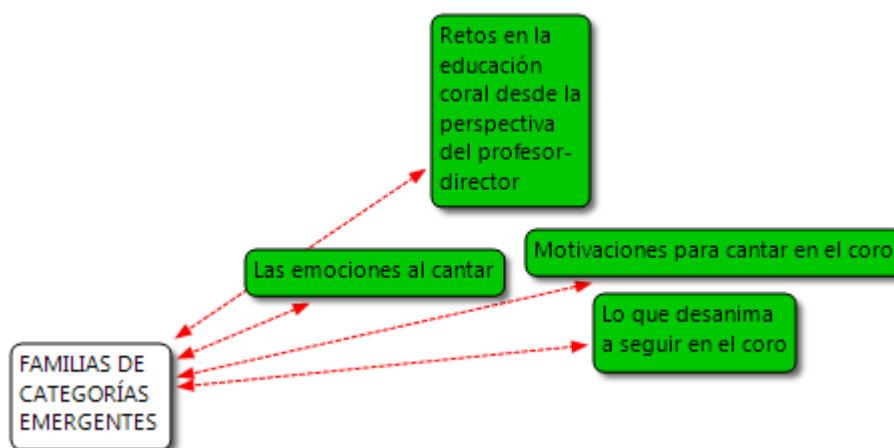 Retos en la
educación
coral desde la
perspectiva
del profesor-
director
Las emociones al cantar
Motivaciones para cantar en el coro
Lo que desanima
a seguir en el coro
FAMILIAS DE
CATEGORÍAS
EMERGENTES